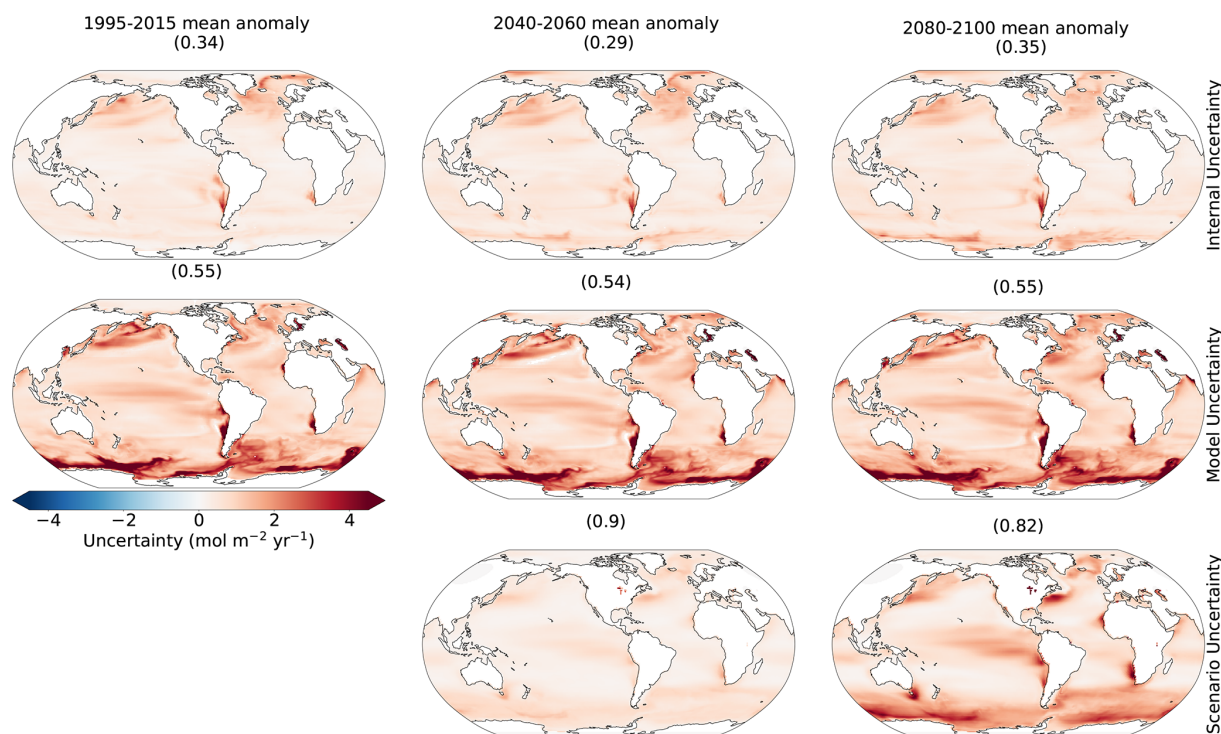 1995-2015 mean anomaly
(0.34)
2040-2060 mean anomaly
(0.29)
2080-2100 mean anomaly
(0.35)
Internal Uncertainty
(0.55)
(0.54)
(0.55)
Model Uncertainty
−4 −2 0 2 4
Uncertainty (mol m⁻² yr⁻¹)
(0.9)
(0.82)
Scenario Uncertainty